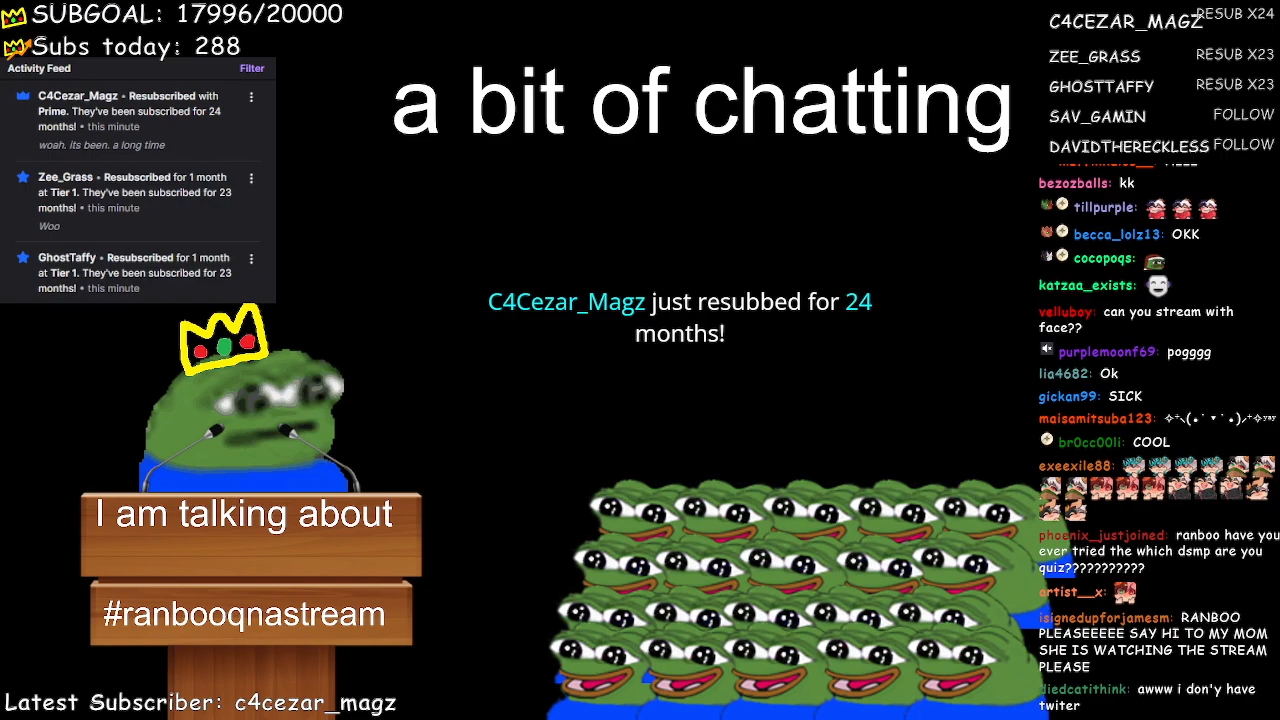 SUBGOAL: 17996/20000
Subs today: 288
Activity Feed
Filter
C4Cezar_Magz • Resubscribed with
Prime. They've been subscribed for 24
months! • this minute
woah. its been. a long time
Zee_Grass • Resubscribed for 1 month
at Tier 1. They've been subscribed for 23
months! • this minute
Woo
GhostTaffy • Resubscribed for 1 month
at Tier 1. They've been subscribed for 23
months! • this minute
a bit of chatting
C4Cezar_Magz just resubbed for 24
months!
I am talking about
#ranbooqnastream
Latest Subscriber: c4cezar_magz
C4CEZAR_MAGZ RESUB X24
ZEE_GRASS RESUB X23
GHOSTTAFFY RESUB X23
SAV_GAMIN FOLLOW
DAVIDTHERECKLESS FOLLOW
bezozballs: kk
tillpurple:
becca_lolz13: OKK
cocopoqs:
katzaa_exists:
velluboy: can you stream with
face??
purplemoonf69: pogggg
lia4682: Ok
gickan99: SICK
maisamitsuba123:
br0cc00li: COOL
exeexile88:
phoenix_justjoined: ranboo have you
ever tried the which dsmp are you
quiz???????????
artist__x:
isignedupforjamesm: RANBOO
PLEASEEEEE SAY HI TO MY MOM
SHE IS WATCHING THE STREAM
PLEASE
diedcatithink: awww i don'y have
twiter